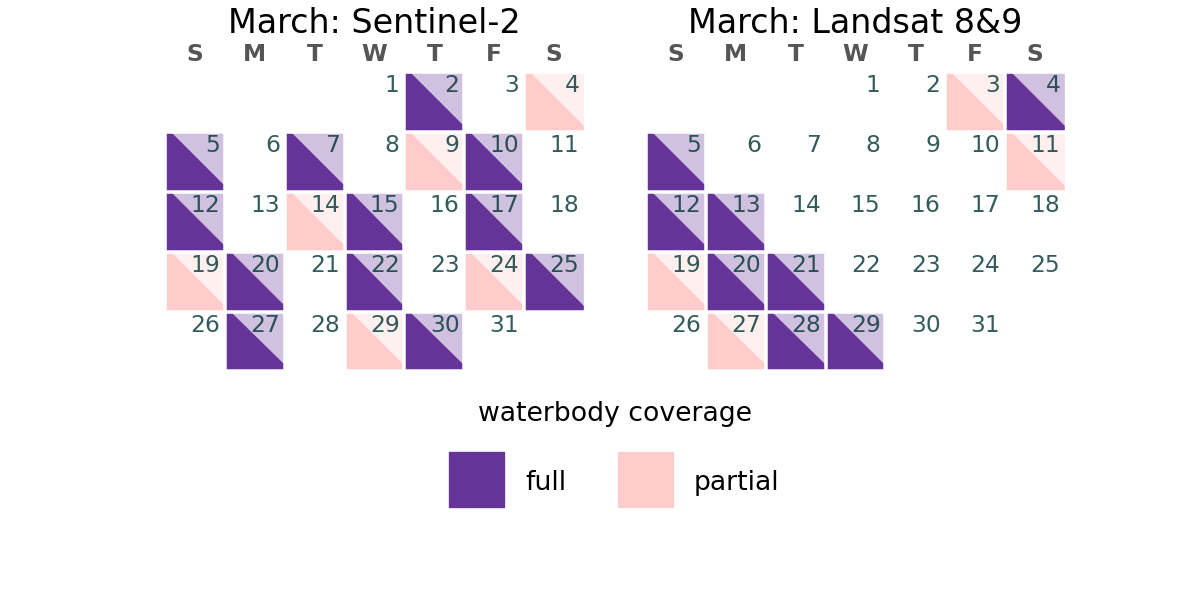 March: Sentinel-2
S M T W T F S
1 2 3 4
5 6 7 8 9 10 11
12 13 14 15 16 17 18
19 20 21 22 23 24 25
26 27 28 29 30 31
March: Landsat 8&9
S M T W T F S
1 2 3 4
5 6 7 8 9 10 11
12 13 14 15 16 17 18
19 20 21 22 23 24 25
26 27 28 29 30 31
waterbody coverage
full partial